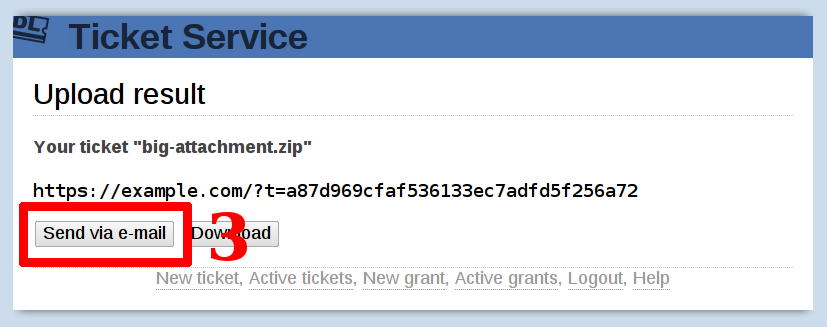 DL Ticket Service
Upload result
Your ticket "big-attachment.zip"
https://example.com/?t=a87d969cfaf536133ec7adfd5f256a72
Send via e-mail Download 3
New ticket, Active tickets, New grant, Active grants, Logout, Help